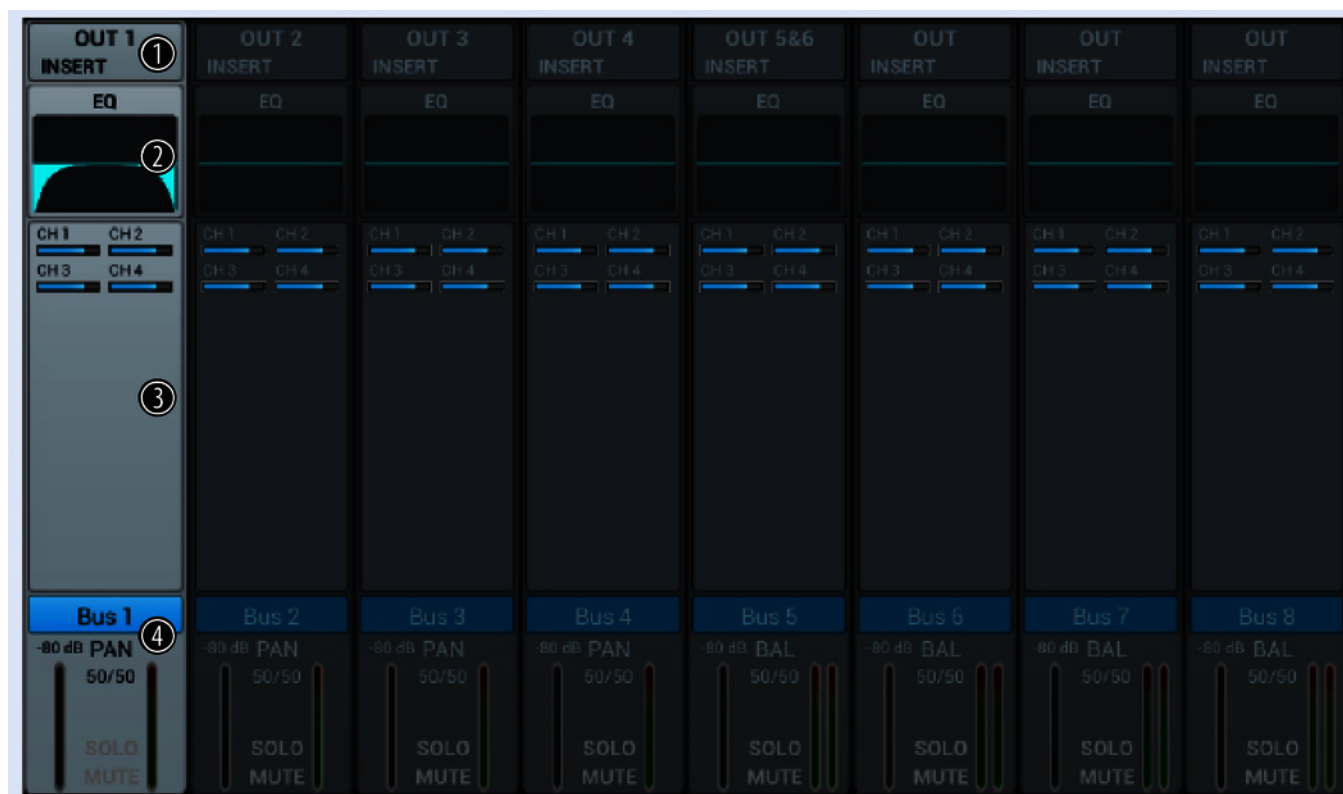 OUT 1 OUT 2 OUT 3 OUT 4 OUT 5&6 OUT OUT OUT
①
INSERT INSERT INSERT INSERT INSERT INSERT INSERT INSERT
EQ EQ EQ EQ EQ EQ EQ EQ
②
CH 1 CH 2 CH 1 CH 2 CH 1 CH 2 CH 1 CH 2 CH 1 CH 2 CH 1 CH 2 CH 1 CH 2 CH 1 CH 2
CH 3 CH 4 CH 3 CH 4 CH 3 CH 4 CH 3 CH 4 CH 3 CH 4 CH 3 CH 4 CH 3 CH 4 CH 3 CH 4
③
Bus 1 Bus 2 Bus 3 Bus 4 Bus 5 Bus 6 Bus 7 Bus 8
④
-80 dB PAN -80 dB PAN -80 dB PAN -80 dB PAN -80 dB BAL -80 dB BAL -80 dB BAL -80 dB BAL
50/50 50/50 50/50 50/50 50/50 50/50 50/50 50/50
SOLO SOLO SOLO SOLO SOLO SOLO SOLO SOLO
MUTE MUTE MUTE MUTE MUTE MUTE MUTE MUTE